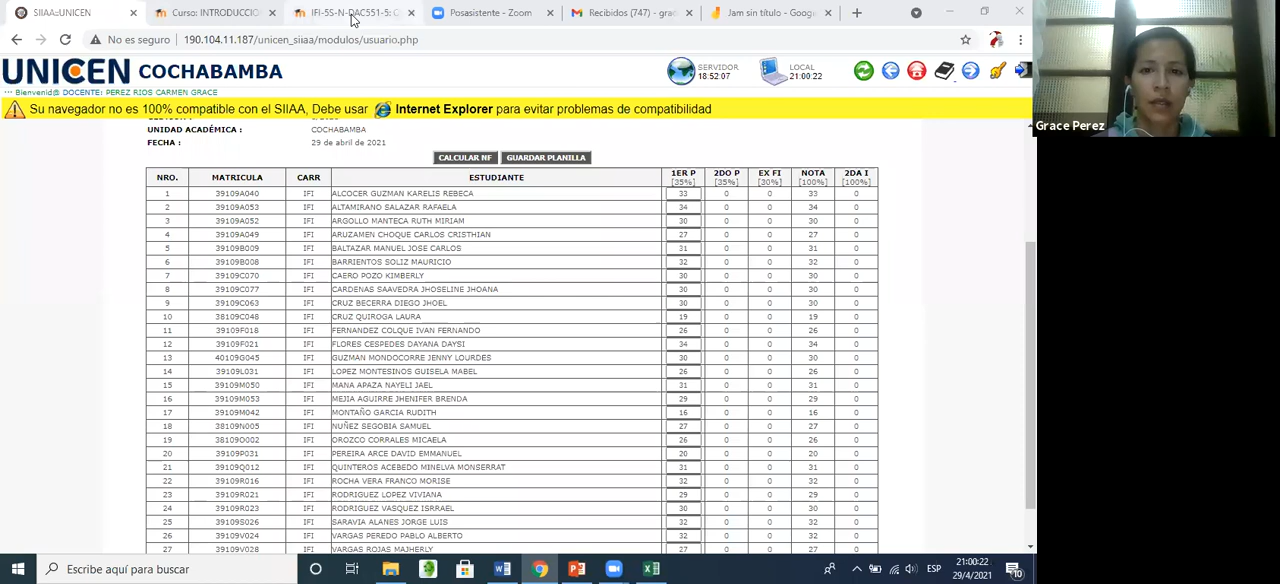 SIIAA::UNICEN
Curso: INTRODUCCIO
IFI-5S-N-DAC551-5: C
Posasistente - Zoom
Recibidos (747) - grac
Jam sin título - Google
No es seguro
190.104.11.187/unicen_siiaa/modulos/usuario.php
UNICEN COCHABAMBA
SERVIDOR
18:52:07
LOCAL
21:00:22
Bienvenid@ DOCENTE: PEREZ RIOS CARMEN GRACE
Su navegador no es 100% compatible con el SIIAA, Debe usar Internet Explorer para evitar problemas de compatibilidad
UNIDAD ACADÉMICA : COCHABAMBA
FECHA : 29 de abril de 2021
CALCULAR NF GUARDAR PLANILLA
NRO. MATRICULA CARR ESTUDIANTE 1ER P [35%] 2DO P [35%] EX FI [30%] NOTA [100%] 2DA I [100%]
1 39109A040 IFI ALCOCER GUZMAN KARELIS REBECA 33 0 0 33 0
2 39109A053 IFI ALTAMIRANO SALAZAR RAFAELA 34 0 0 34 0
3 39109A052 IFI ARGOLLO MANTECA RUTH MIRIAM 30 0 0 30 0
4 39109A049 IFI ARUZAMEN CHOQUE CARLOS CRISTHIAN 27 0 0 27 0
5 39109B009 IFI BALTAZAR MANUEL JOSE CARLOS 31 0 0 31 0
6 39109B008 IFI BARRIENTOS SOLIZ MAURICIO 32 0 0 32 0
7 39109C070 IFI CAERO POZO KIMBERLY 30 0 0 30 0
8 39109C077 IFI CARDENAS SAAVEDRA JHOSELINE JHOANA 30 0 0 30 0
9 39109C063 IFI CRUZ BECERRA DIEGO JHOEL 30 0 0 30 0
10 38109C048 IFI CRUZ QUIROGA LAURA 19 0 0 19 0
11 39109F018 IFI FERNANDEZ COLQUE IVAN FERNANDO 26 0 0 26 0
12 39109F021 IFI FLORES CESPEDES DAYANA DAYSI 34 0 0 34 0
13 40109G045 IFI GUZMAN MONDOCORRE JENNY LOURDES 30 0 0 30 0
14 39109L031 IFI LOPEZ MONTESINOS GUISELA MABEL 26 0 0 26 0
15 39109M050 IFI MANA APAZA NAYELI JAEL 31 0 0 31 0
16 39109M053 IFI MEJIA AGUIRRE JHENIFER BRENDA 29 0 0 29 0
17 39109M042 IFI MONTAÑO GARCIA RUDITH 16 0 0 16 0
18 38109N005 IFI NUÑEZ SEGOBIA SAMUEL 27 0 0 27 0
19 38109O002 IFI OROZCO CORRALES MICAELA 26 0 0 26 0
20 39109P031 IFI PEREIRA ARCE DAVID EMMANUEL 20 0 0 20 0
21 39109Q012 IFI QUINTEROS ACEBEDO MINELVA MONSERRAT 31 0 0 31 0
22 39109R016 IFI ROCHA VERA FRANCO MORISE 32 0 0 32 0
23 39109R021 IFI RODRIGUEZ LOPEZ VIVIANA 29 0 0 29 0
24 39109R023 IFI RODRIGUEZ VASQUEZ ISRRAEL 30 0 0 30 0
25 39109S026 IFI SARAVIA ALANES JORGE LUIS 32 0 0 32 0
26 39109V024 IFI VARGAS PEREDO PABLO ALBERTO 32 0 0 32 0
27 39109V028 IFI VARGAS ROJAS MAJHERLY 27 0 0 27 0
Grace Perez
Escribe aquí para buscar
ESP
21:00:22
29/4/2021
10